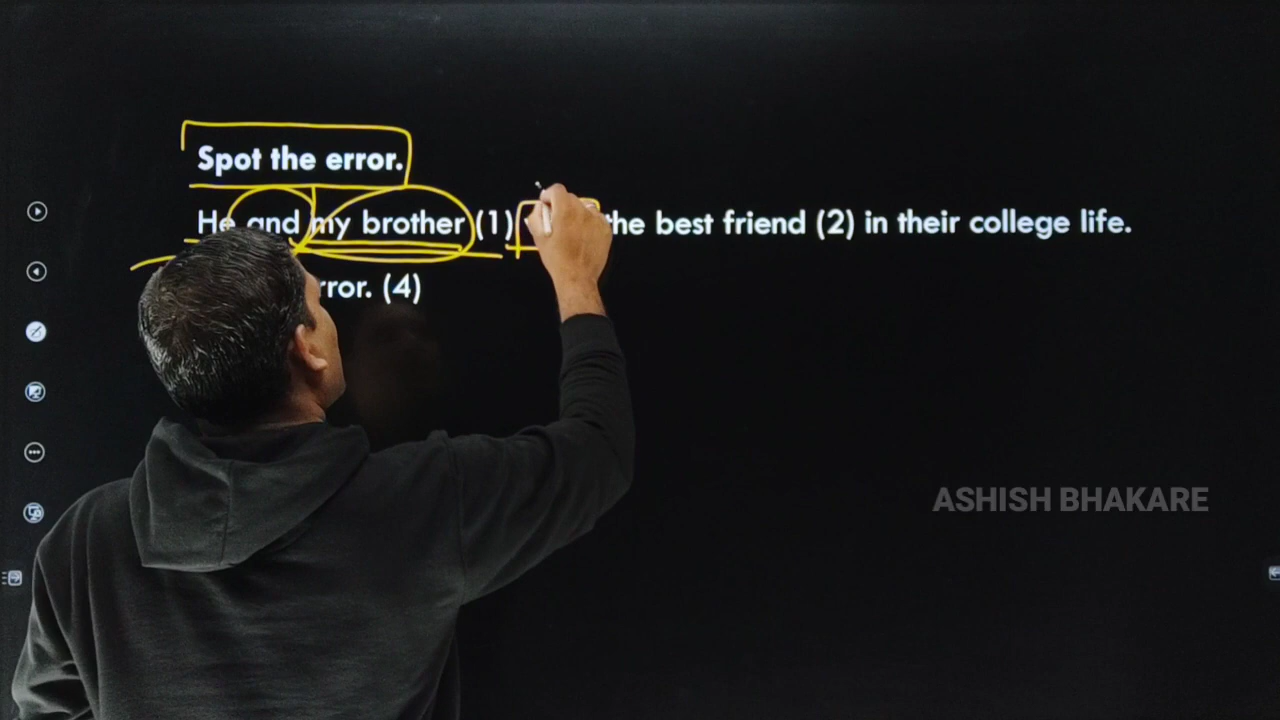 Spot the error.
He and my brother (1) the best friend (2) in their college life.
rror. (4)
ASHISH BHAKARE